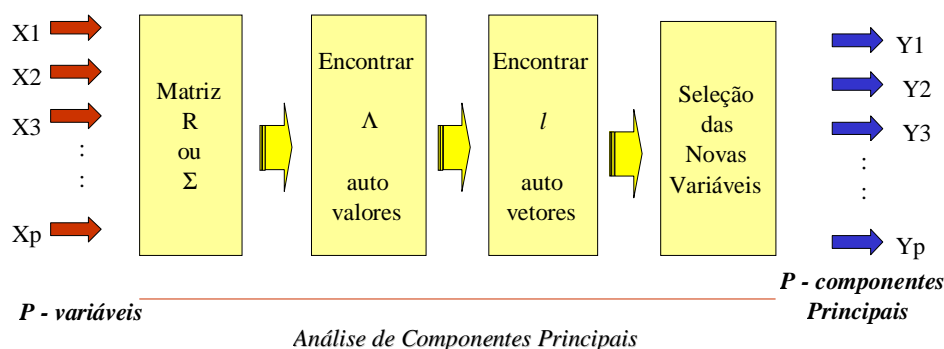 X1
X2
X3
:
:
Xp
P - variáveis
Matriz
R
ou
Σ
Encontrar
Λ
auto
valores
Encontrar
l
auto
vetores
Seleção
das
Novas
Variáveis
Y1
Y2
Y3
:
:
Yp
P - componentes
Principais
Análise de Componentes Principais